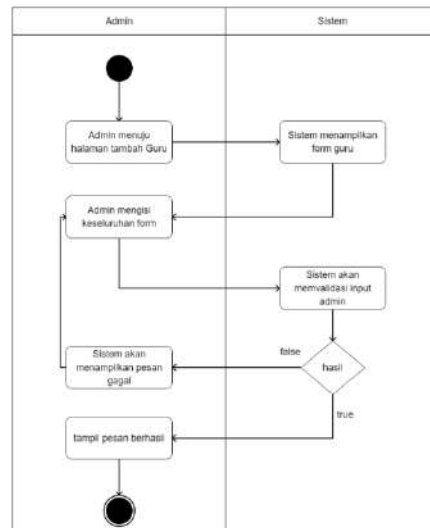 Admin
Sistem
Admin menuju
halaman tambah Guru
Sistem menampilkan
form guru
Admin mengisi
keseluruhan form
Sistem akan
memvalidasi input
admin
Sistem akan
menampilkan pesan
gagal
false
hasil
true
tampil pesan berhasil